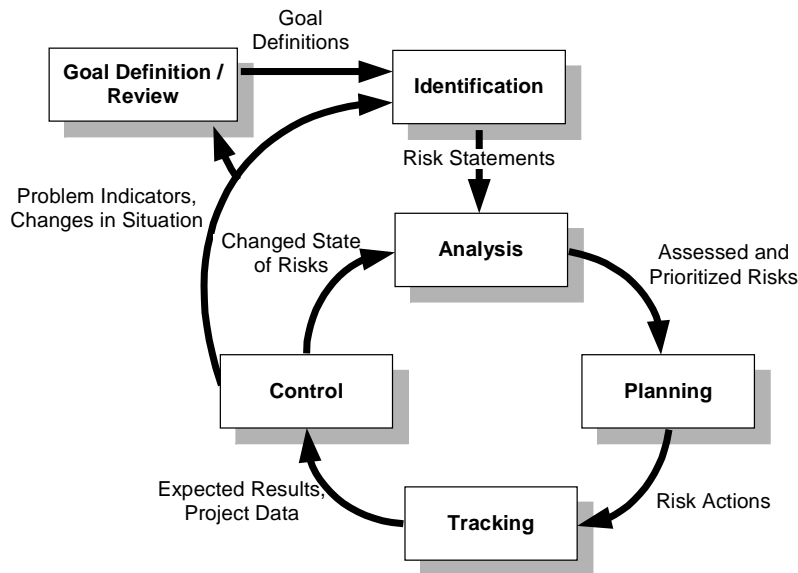 Goal
Definitions
Goal Definition /
Review
Identification
Risk Statements
Problem Indicators,
Changes in Situation
Changed State
of Risks
Analysis
Assessed and
Prioritized Risks
Control
Planning
Expected Results,
Project Data
Tracking
Risk Actions